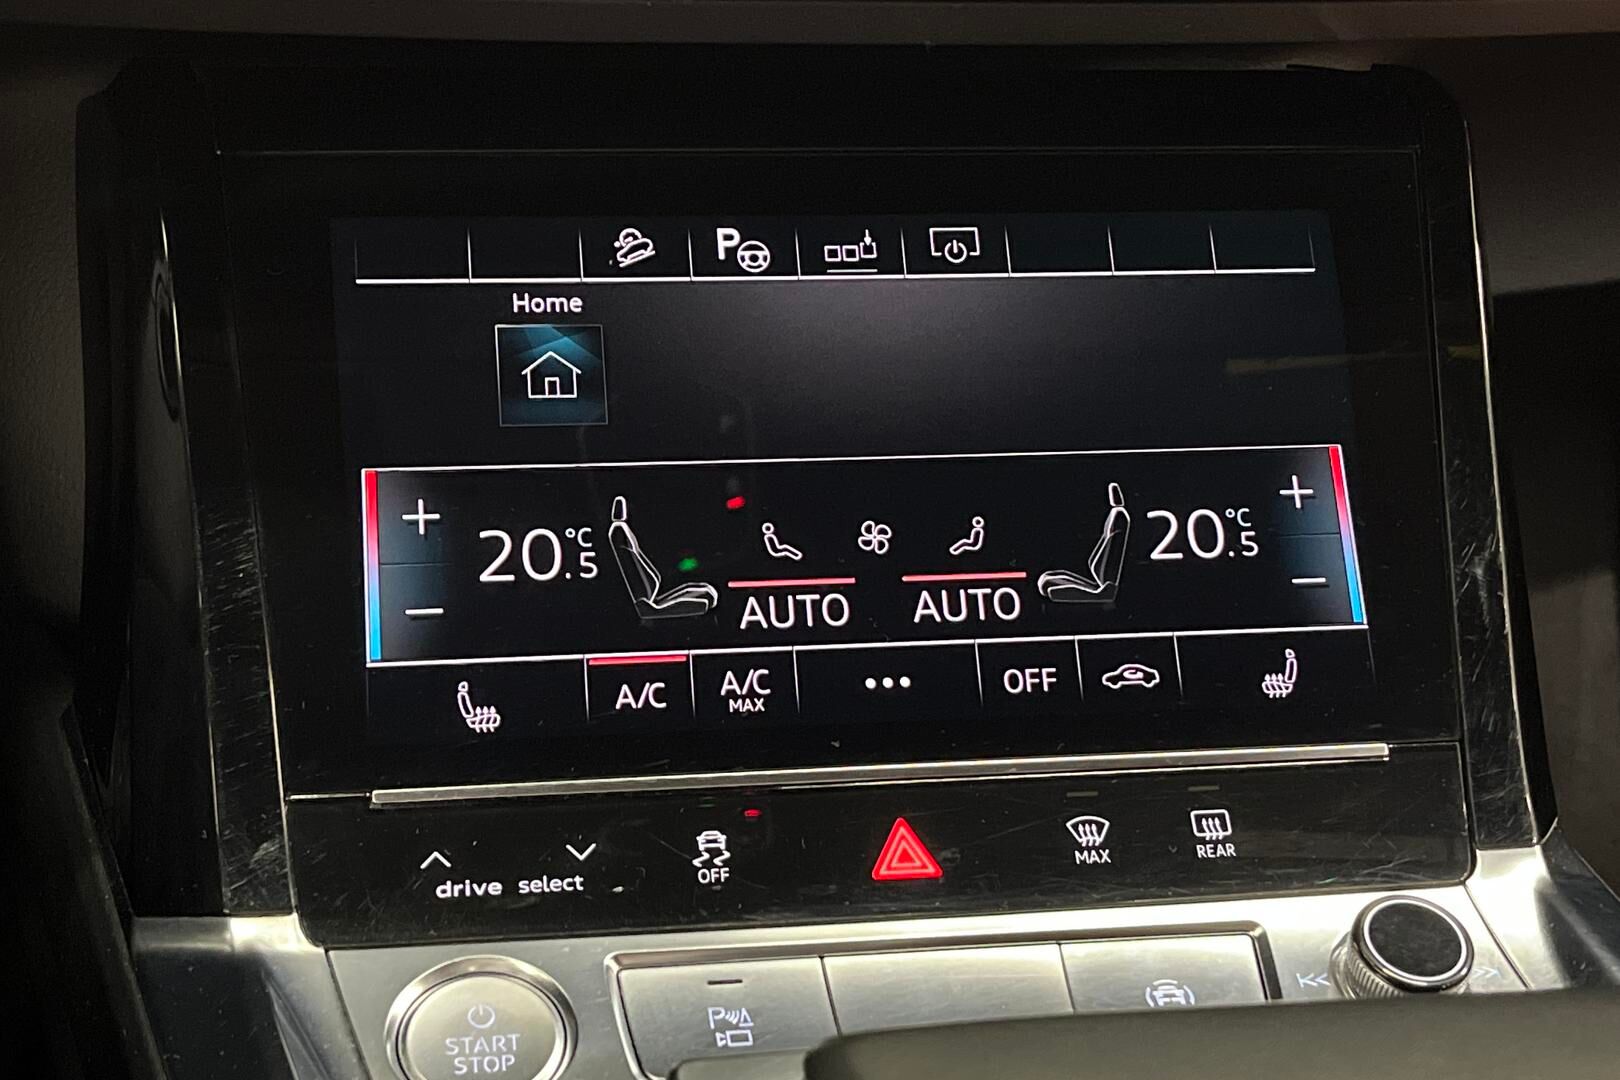 P
Home
20.5 °C
20.5 °C
AUTO
AUTO
A/C
A/C
MAX
OFF
drive select
OFF
MAX
REAR
START
STOP
P